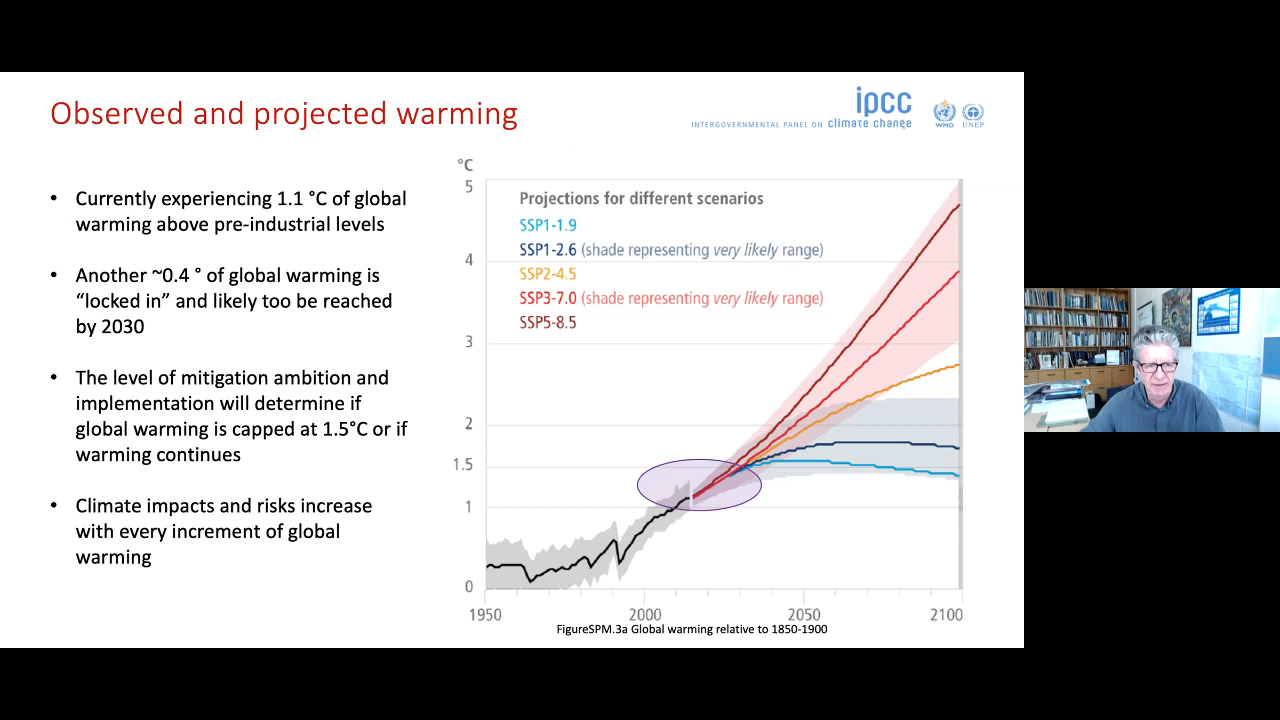 Observed and projected warming
ipcc
INTERGOVERNMENTAL PANEL ON climate change
WMO
UNEP
• Currently experiencing 1.1 °C of global
warming above pre-industrial levels
• Another ~0.4 ° of global warming is
“locked in” and likely too be reached
by 2030
• The level of mitigation ambition and
implementation will determine if
global warming is capped at 1.5°C or if
warming continues
• Climate impacts and risks increase
with every increment of global
warming
°C
5
4
3
2
1.5
1
0
Projections for different scenarios
SSP1-1.9
SSP1-2.6 (shade representing very likely range)
SSP2-4.5
SSP3-7.0 (shade representing very likely range)
SSP5-8.5
1950
2000
2050
2100
FigureSPM.3a Global warming relative to 1850-1900